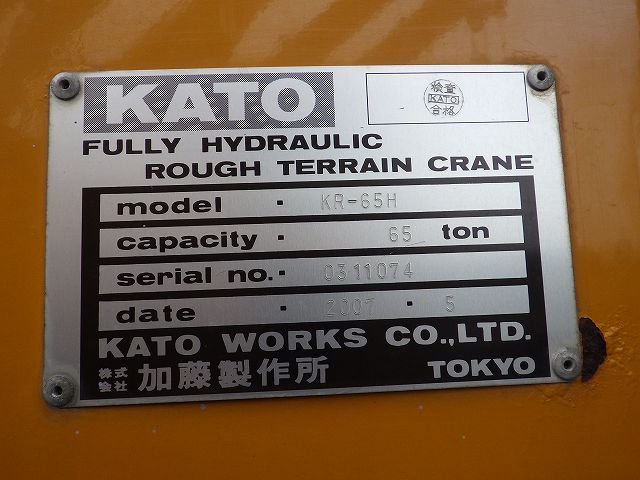 KATO
検査
KATO
合格
FULLY HYDRAULIC
ROUGH TERRAIN CRANE
model · KR-65H
capacity · 65 ton
serial no. · 0311074
date · 2007 · 5
KATO WORKS CO.,LTD.
株式会社 加藤製作所 TOKYO